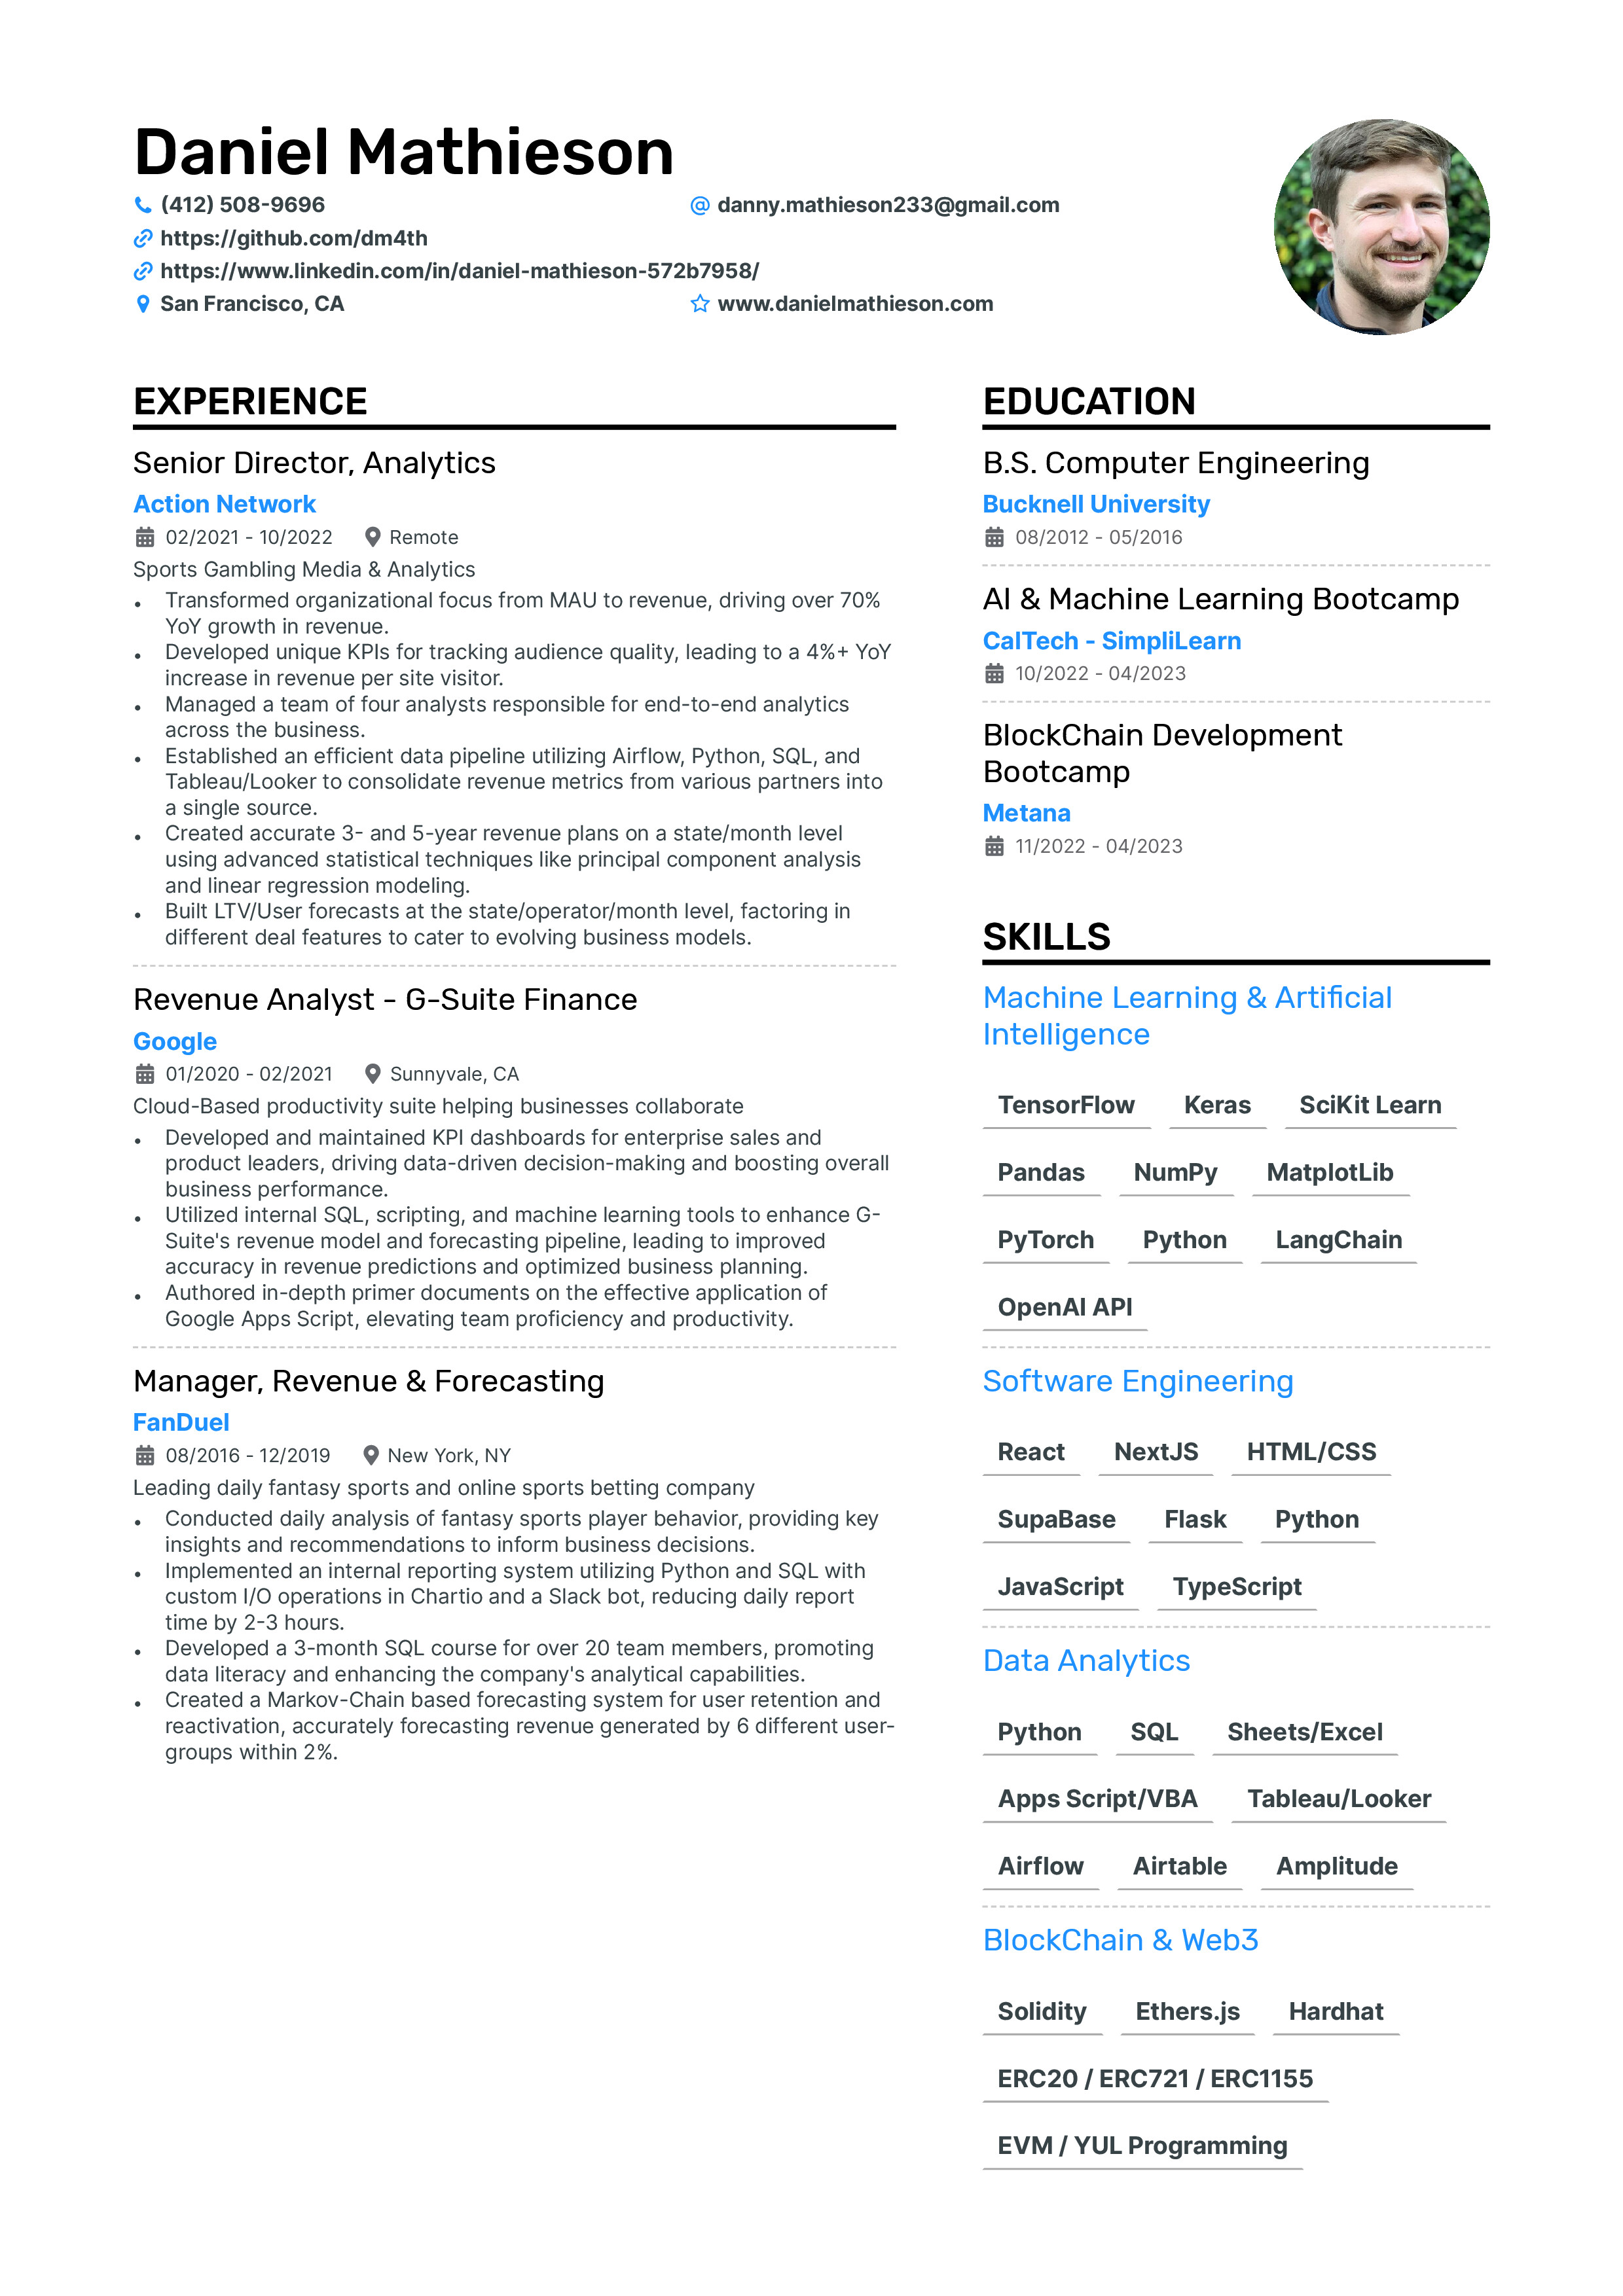 Daniel Mathieson
(412) 508-9696
danny.mathieson233@gmail.com
https://github.com/dm4th
https://www.linkedin.com/in/daniel-mathieson-572b7958/
San Francisco, CA
www.danielmathieson.com
EXPERIENCE
Senior Director, Analytics
Action Network
02/2021 - 10/2022 Remote
Sports Gambling Media & Analytics
• Transformed organizational focus from MAU to revenue, driving over 70%
YoY growth in revenue.
• Developed unique KPIs for tracking audience quality, leading to a 4%+ YoY
increase in revenue per site visitor.
• Managed a team of four analysts responsible for end-to-end analytics
across the business.
• Established an efficient data pipeline utilizing Airflow, Python, SQL, and
Tableau/Looker to consolidate revenue metrics from various partners into
a single source.
• Created accurate 3- and 5-year revenue plans on a state/month level
using advanced statistical techniques like principal component analysis
and linear regression modeling.
• Built LTV/User forecasts at the state/operator/month level, factoring in
different deal features to cater to evolving business models.
Revenue Analyst - G-Suite Finance
Google
01/2020 - 02/2021 Sunnyvale, CA
Cloud-Based productivity suite helping businesses collaborate
• Developed and maintained KPI dashboards for enterprise sales and
product leaders, driving data-driven decision-making and boosting overall
business performance.
• Utilized internal SQL, scripting, and machine learning tools to enhance G-
Suite's revenue model and forecasting pipeline, leading to improved
accuracy in revenue predictions and optimized business planning.
• Authored in-depth primer documents on the effective application of
Google Apps Script, elevating team proficiency and productivity.
Manager, Revenue & Forecasting
FanDuel
08/2016 - 12/2019 New York, NY
Leading daily fantasy sports and online sports betting company
• Conducted daily analysis of fantasy sports player behavior, providing key
insights and recommendations to inform business decisions.
• Implemented an internal reporting system utilizing Python and SQL with
custom I/O operations in Chartio and a Slack bot, reducing daily report
time by 2-3 hours.
• Developed a 3-month SQL course for over 20 team members, promoting
data literacy and enhancing the company's analytical capabilities.
• Created a Markov-Chain based forecasting system for user retention and
reactivation, accurately forecasting revenue generated by 6 different user-
groups within 2%.
EDUCATION
B.S. Computer Engineering
Bucknell University
08/2012 - 05/2016
AI & Machine Learning Bootcamp
CalTech - SimpliLearn
10/2022 - 04/2023
BlockChain Development
Bootcamp
Metana
11/2022 - 04/2023
SKILLS
Machine Learning & Artificial
Intelligence
TensorFlow Keras SciKit Learn
Pandas NumPy MatplotLib
PyTorch Python LangChain
OpenAI API
Software Engineering
React NextJS HTML/CSS
SupaBase Flask Python
JavaScript TypeScript
Data Analytics
Python SQL Sheets/Excel
Apps Script/VBA Tableau/Looker
Airflow Airtable Amplitude
BlockChain & Web3
Solidity Ethers.js Hardhat
ERC20 / ERC721 / ERC1155
EVM / YUL Programming